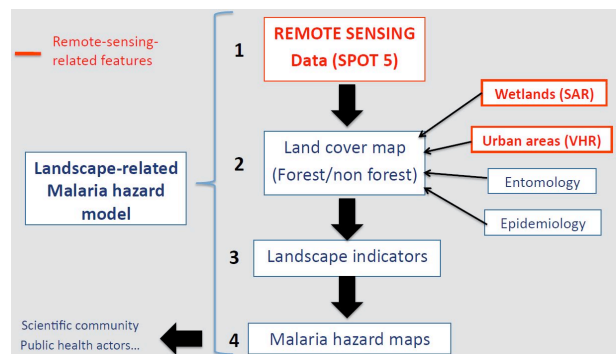 Remote-sensing-
related features
1
REMOTE SENSING
Data (SPOT 5)
Wetlands (SAR)
Urban areas (VHR)
Entomology
Epidemiology
2
Land cover map
(Forest/non forest)
Landscape-related
Malaria hazard
model
3
Landscape indicators
4
Malaria hazard maps
Scientific community
Public health actors...